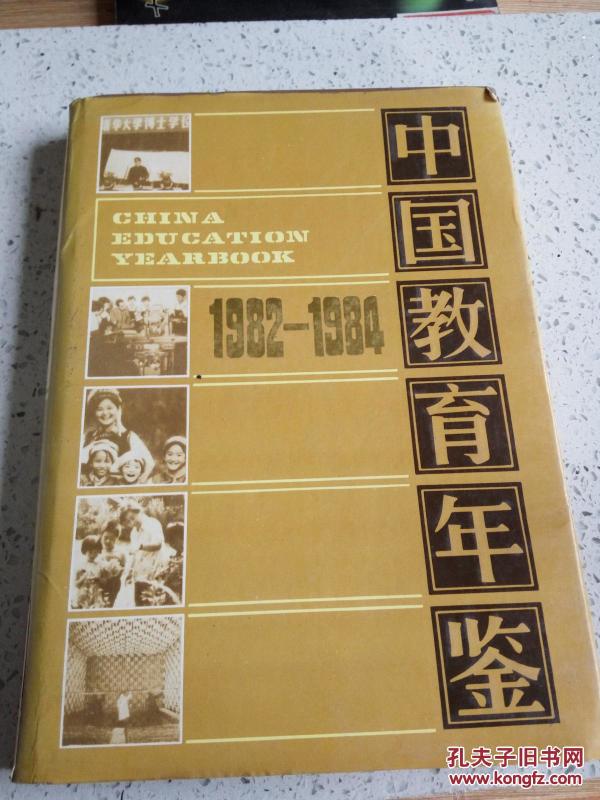 清华大学博士学位
CHINA
EDUCATION
YEARBOOK
1982-1984
中国教育年鉴
孔夫子旧书网
www.kongfz.com